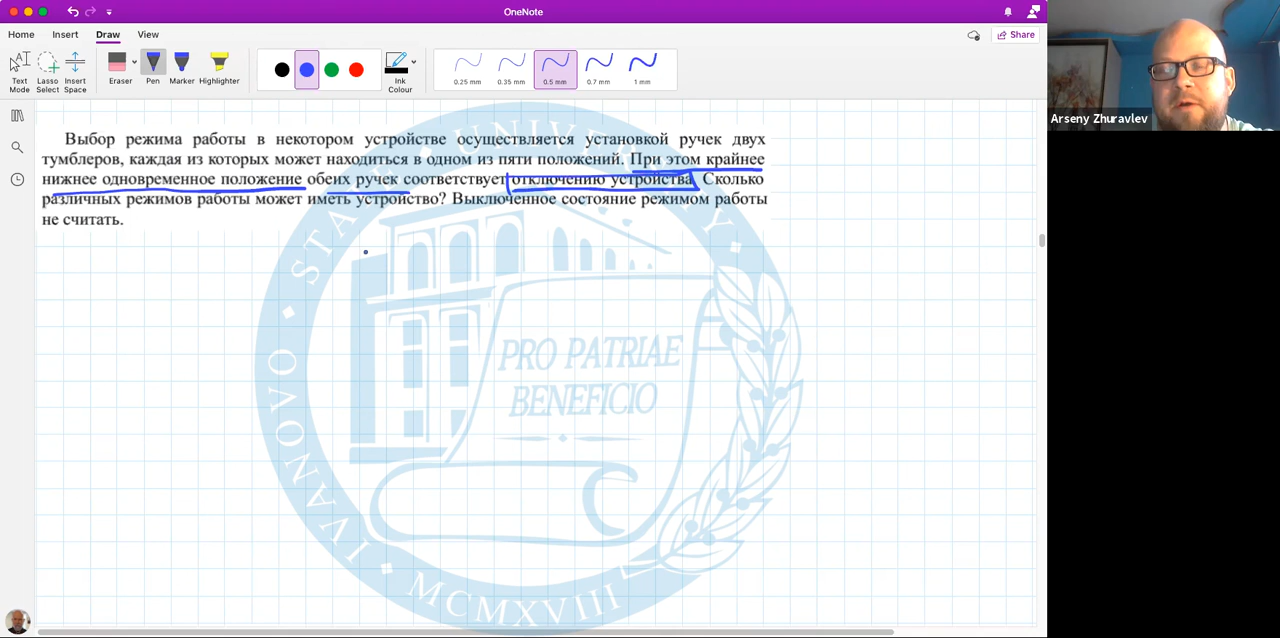 OneNote
Home Insert Draw View
Share
Text Mode
Lasso Select
Insert Space
Eraser
Pen
Marker
Highlighter
Ink Colour
0.25 mm
0.35 mm
0.5 mm
0.7 mm
1 mm
Arseny Zhuravlev
Выбор режима работы в некотором устройстве осуществляется установкой ручек двух
тумблеров, каждая из которых может находиться в одном из пяти положений. При этом крайнее
нижнее одновременное положение обеих ручек соответствует отключению устройства. Сколько
различных режимов работы может иметь устройство? Выключенное состояние режимом работы
не считать.
IVANOVO STATE UNIVERSITY
PRO PATRIAE
BENEFICIO
MCMXVIII